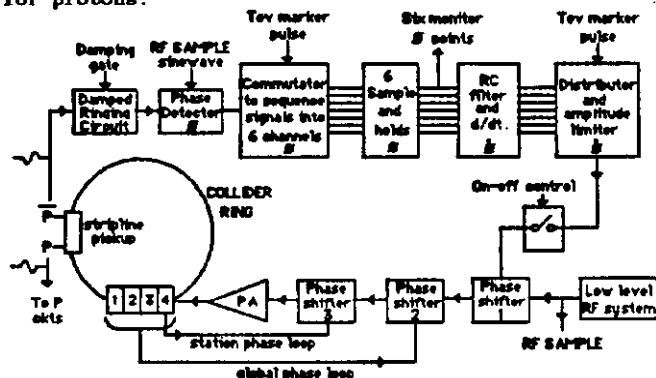 for protons.
Tev marker
pulse
Six monitor
ø points
Tev marker
pulse
Damping
gate
RF SAMPLE
sinewave
Damped
Ringing
Circuit
Phase
Detector
ø
Commutator
to sequence
signals into
6 channels
ø
6
Sample
and
holds
ø
RC
filter
and
d/dt.
Distributor
and
amplitude
limiter
P
stripline
pickup
P
To P
ckts
COLLIDER
RING
On-off control
1 2 3 4
PA
Phase
shifter
3
Phase
shifter
2
Phase
shifter
1
Low level
RF system
station phase loop
RF SAMPLE
global phase loop